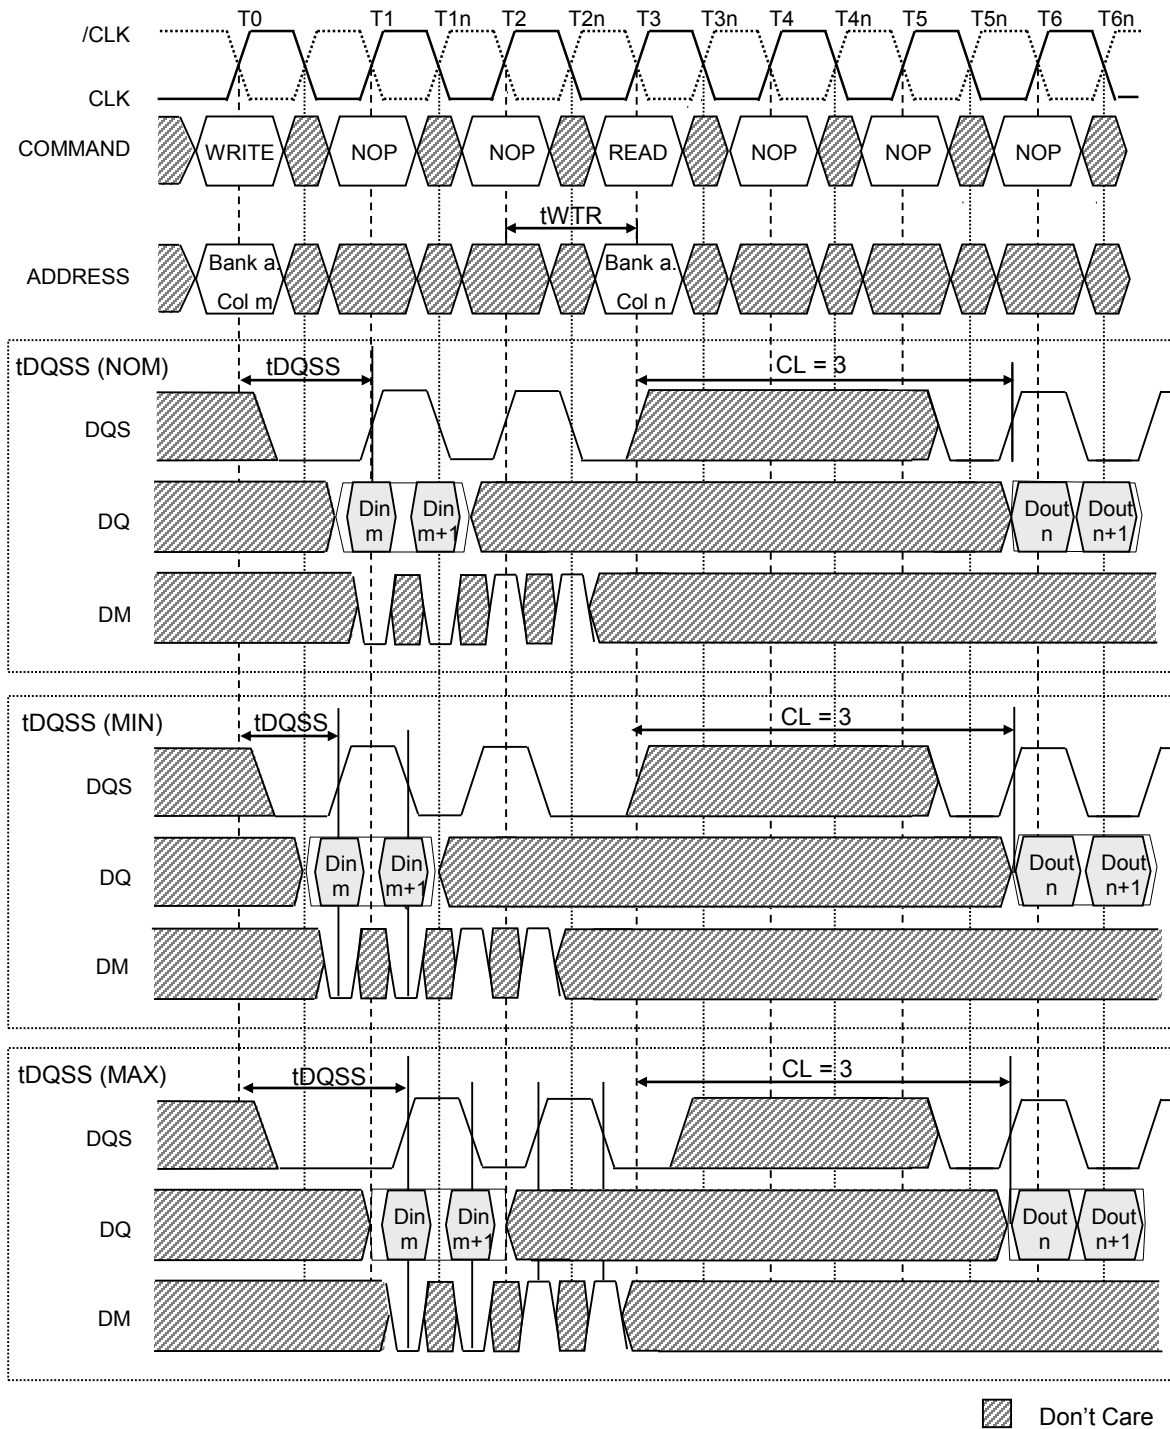 T0 T1 T1n T2 T2n T3 T3n T4 T4n T5 T5n T6 T6n
/CLK
CLK
COMMAND WRITE NOP NOP READ NOP NOP NOP
tWTR
Bank a. Bank a.
ADDRESS
Col m Col n
tDQSS (NOM) tDQSS CL = 3
DQS
Din Din Dout Dout
DQ
m m+1 n n+1
DM
tDQSS (MIN) tDQSS CL = 3
DQS
Din Din Dout Dout
DQ
m m+1 n n+1
DM
tDQSS (MAX) tDQSS CL = 3
DQS
Din Din Dout Dout
DQ
m m+1 n n+1
DM
Don't Care